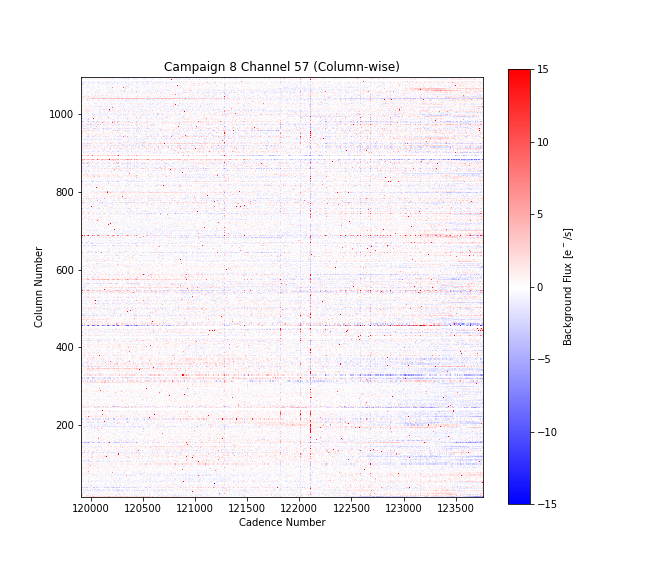 Campaign 8 Channel 57 (Column-wise)
1000
800
600
400
200
Column Number
120000 120500 121000 121500 122000 122500 123000 123500
Cadence Number
15
10
5
0
−5
−10
−15
Background Flux [e⁻/s]